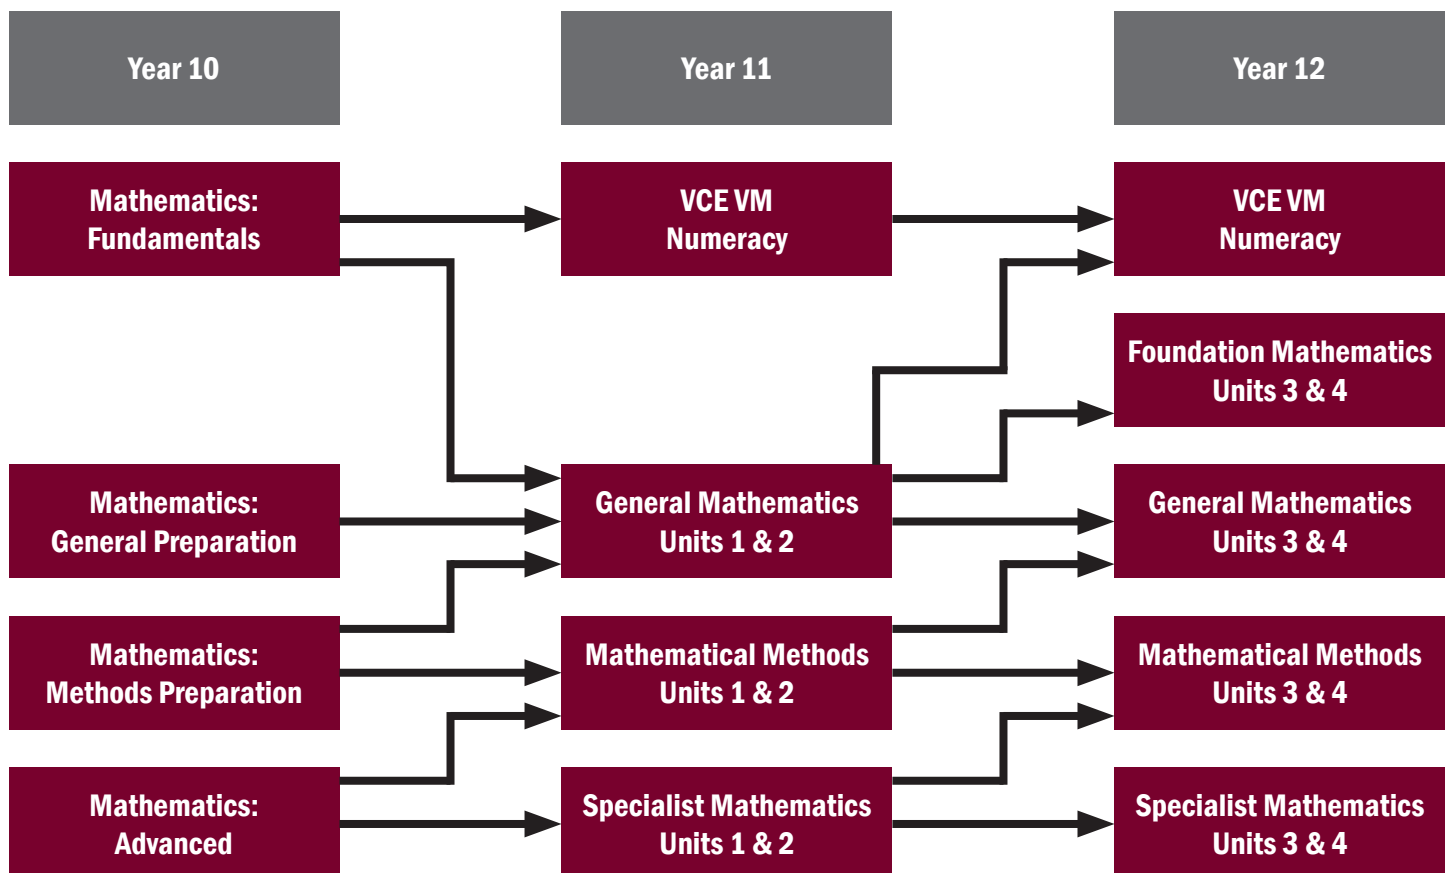 Year 10
Year 11
Year 12
Mathematics:
Fundamentals
VCE VM
Numeracy
VCE VM
Numeracy
Foundation Mathematics
Units 3 & 4
Mathematics:
General Preparation
General Mathematics
Units 1 & 2
General Mathematics
Units 3 & 4
Mathematics:
Methods Preparation
Mathematical Methods
Units 1 & 2
Mathematical Methods
Units 3 & 4
Mathematics:
Advanced
Specialist Mathematics
Units 1 & 2
Specialist Mathematics
Units 3 & 4